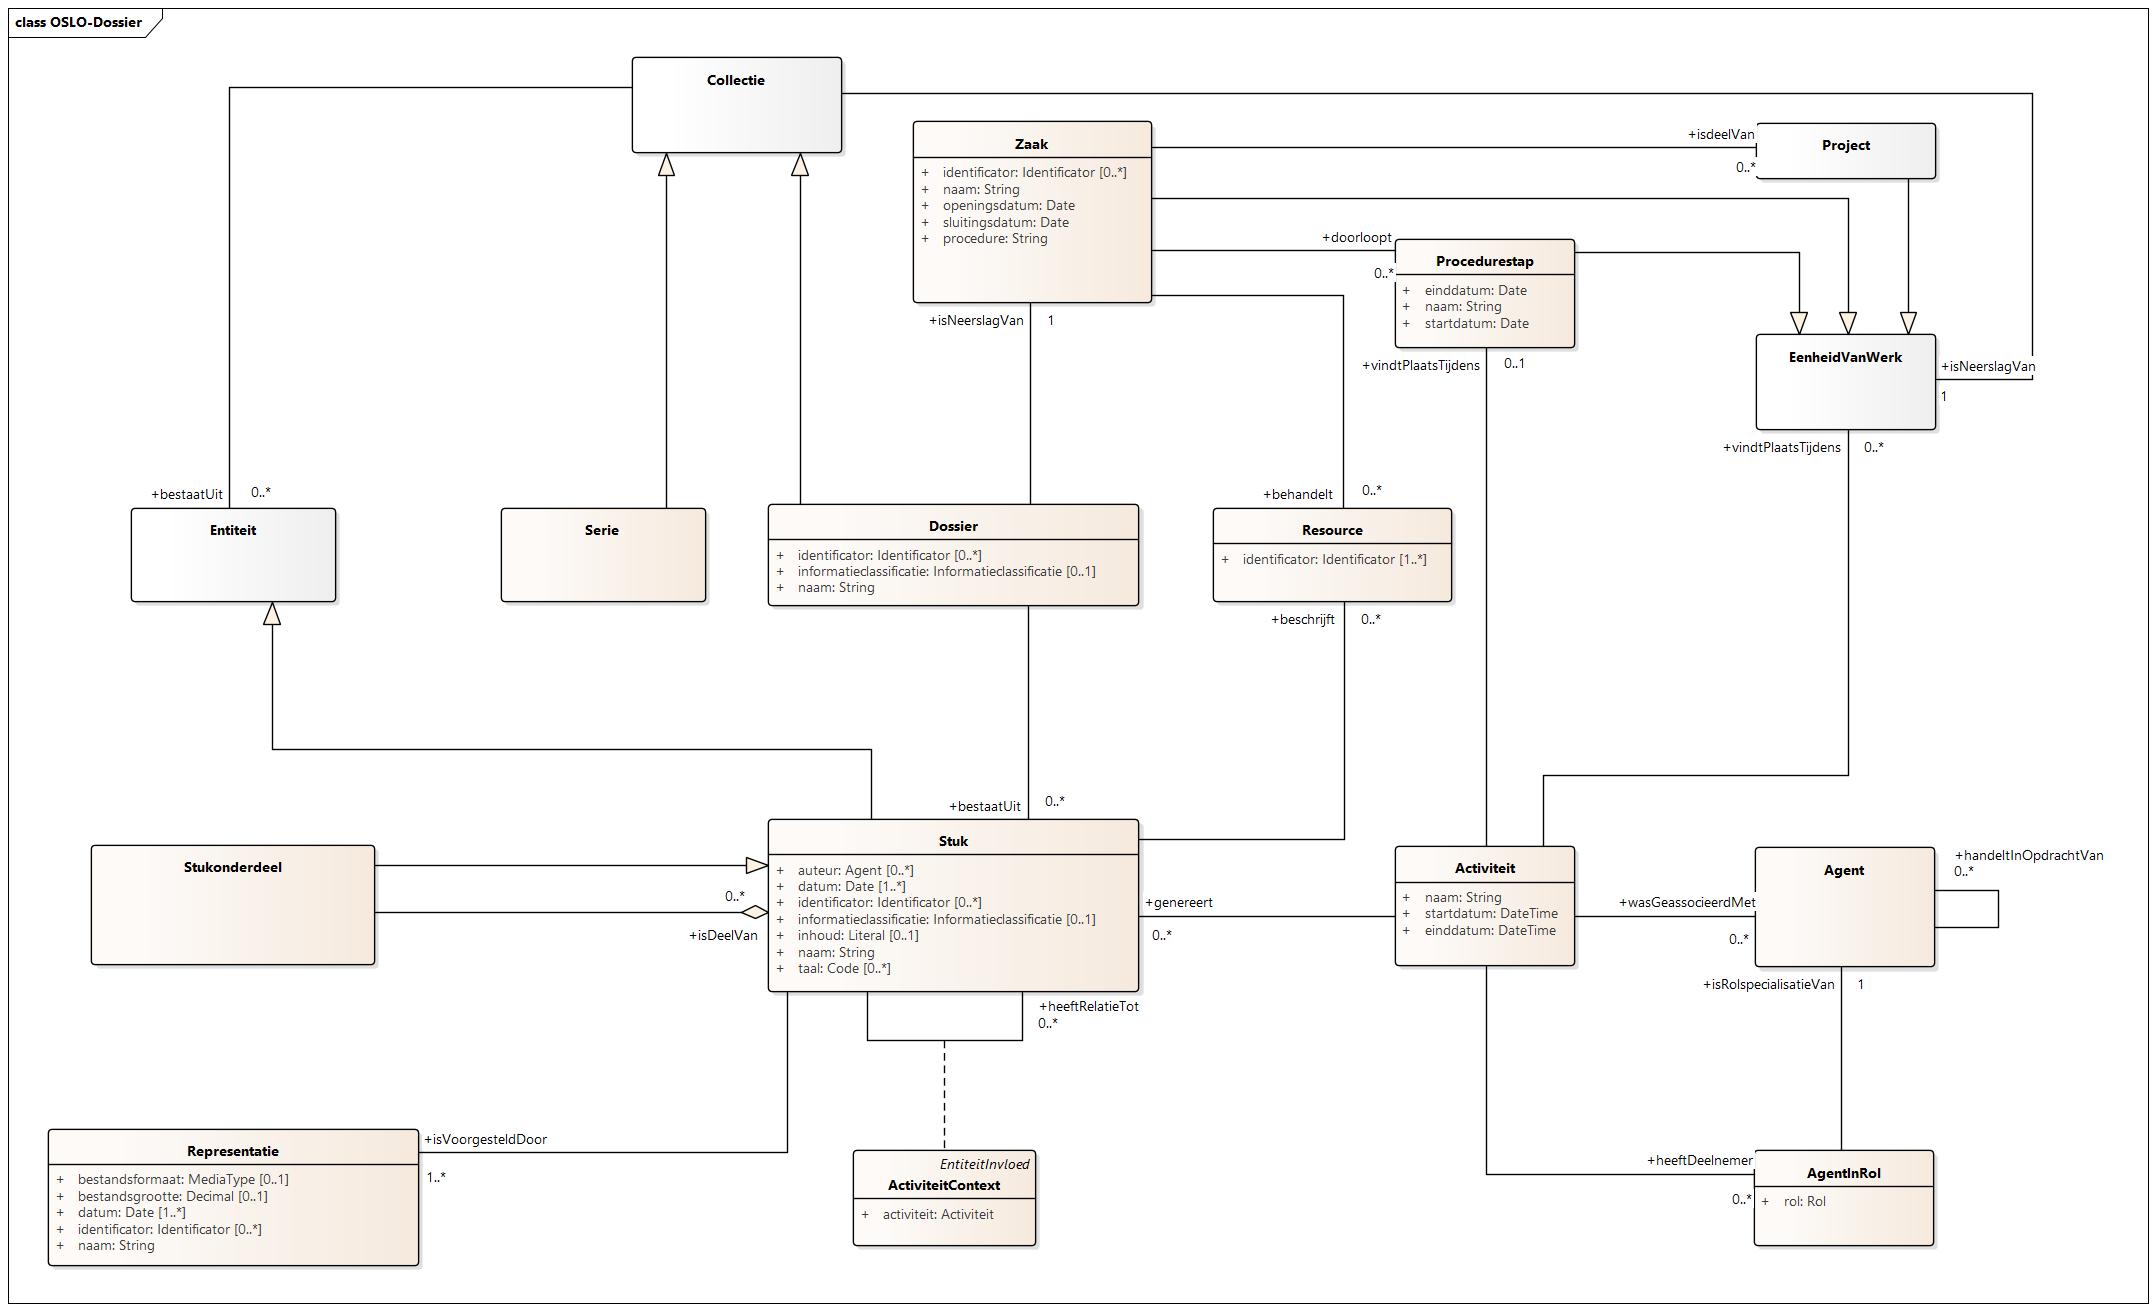 class OSLO-Dossier
Collectie
Zaak
+ identificator: Identificator [0..*]
+ naam: String
+ openingsdatum: Date
+ sluitingsdatum: Date
+ procedure: String
+isdeelVan
0..*
Project
+doorloopt
0..*
Procedurestap
+ einddatum: Date
+ naam: String
+ startdatum: Date
+isNeerslagVan
1
+vindtPlaatsTijdens
0..1
EenheidVanWerk
+isNeerslagVan
1
+vindtPlaatsTijdens
0..*
+bestaatUit
0..*
+behandelt
0..*
Entiteit
Serie
Dossier
+ identificator: Identificator [0..*]
+ informatieclassificatie: Informatieclassificatie [0..1]
+ naam: String
Resource
+ identificator: Identificator [1..*]
+beschrijft
0..*
+bestaatUit
0..*
Stukonderdeel
0..*
+isDeelVan
Stuk
+ auteur: Agent [0..*]
+ datum: Date [1..*]
+ identificator: Identificator [0..*]
+ informatieclassificatie: Informatieclassificatie [0..1]
+ inhoud: Literal [0..1]
+ naam: String
+ taal: Code [0..*]
+genereert
0..*
Activiteit
+ naam: String
+ startdatum: DateTime
+ einddatum: DateTime
+wasGeassocieerdMet
0..*
Agent
+handeltInOpdrachtVan
0..*
+isRolspecialisatieVan
1
+heeftRelatieTot
0..*
+isVoorgesteldDoor
1..*
Representatie
+ bestandsformaat: MediaType [0..1]
+ bestandsgrootte: Decimal [0..1]
+ datum: Date [1..*]
+ identificator: Identificator [0..*]
+ naam: String
EntiteitInvloed
ActiviteitContext
+ activiteit: Activiteit
+heeftDeelnemer
0..*
AgentInRol
+ rol: Rol